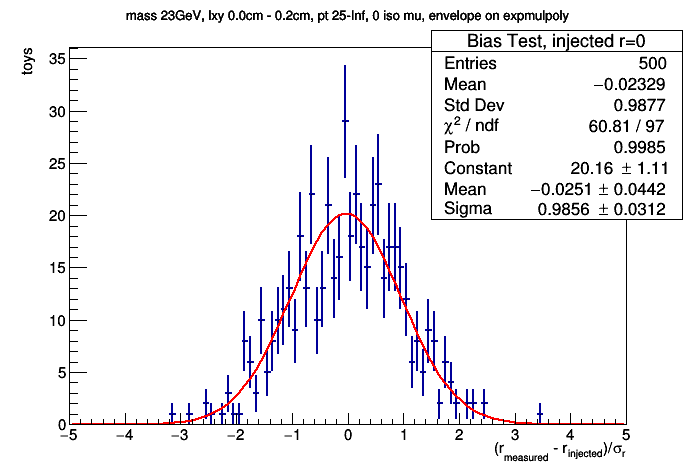 mass 23GeV, lxy 0.0cm - 0.2cm, pt 25-Inf, 0 iso mu, envelope on expmulpoly
Bias Test, injected r=0
Entries 500
Mean −0.02329
Std Dev 0.9877
χ² / ndf 60.81 / 97
Prob 0.9985
Constant 20.16 ± 1.11
Mean −0.0251 ± 0.0442
Sigma 0.9856 ± 0.0312
toys
35
30
25
20
15
10
5
0
−5 −4 −3 −2 −1 0 1 2 3 4 5
(r_measured - r_injected)/σ_r